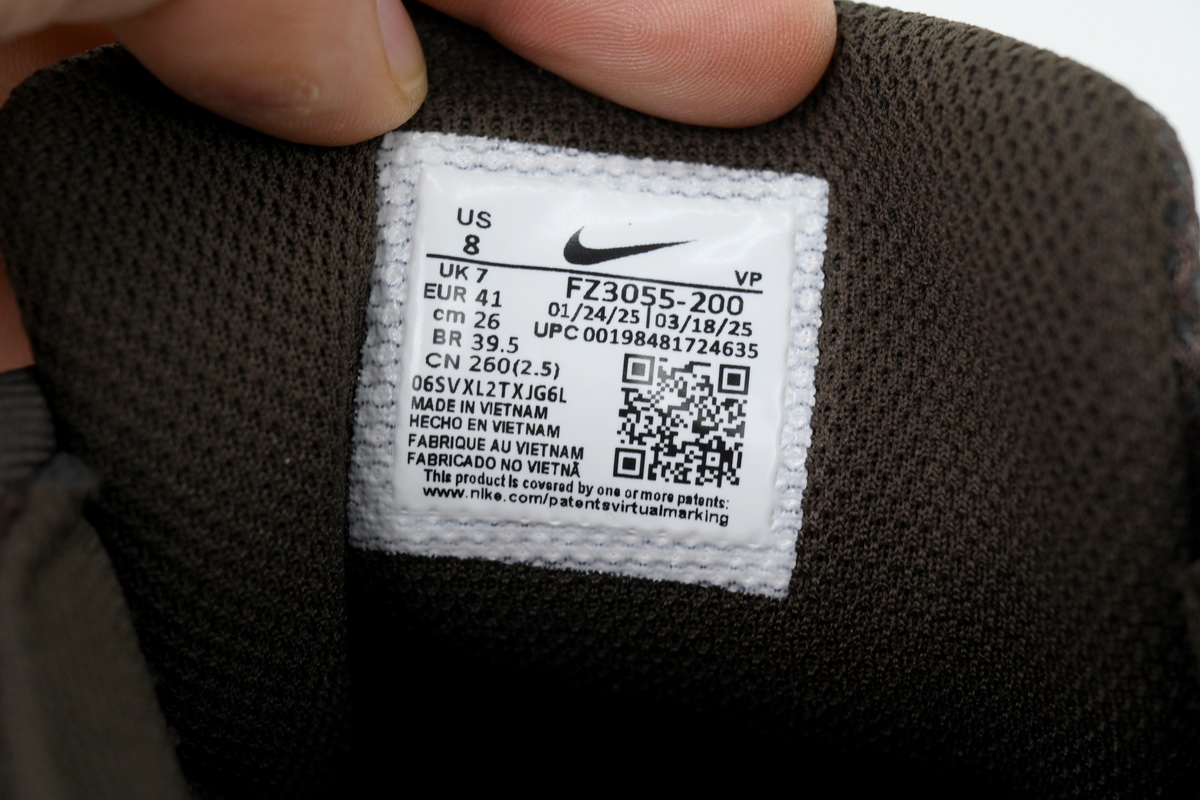 US
8
VP
UK 7
EUR 41
cm 26
BR 39.5
CN 260(2.5)
FZ3055-200
01/24/25|03/18/25
UPC 00198481724635
06SVXL2TXJG6L
MADE IN VIETNAM
HECHO EN VIETNAM
FABRIQUE AU VIETNAM
FABRICADO NO VIETNÃ
This product is covered by one or more patents:
www.nike.com/patentsvirtualmarking